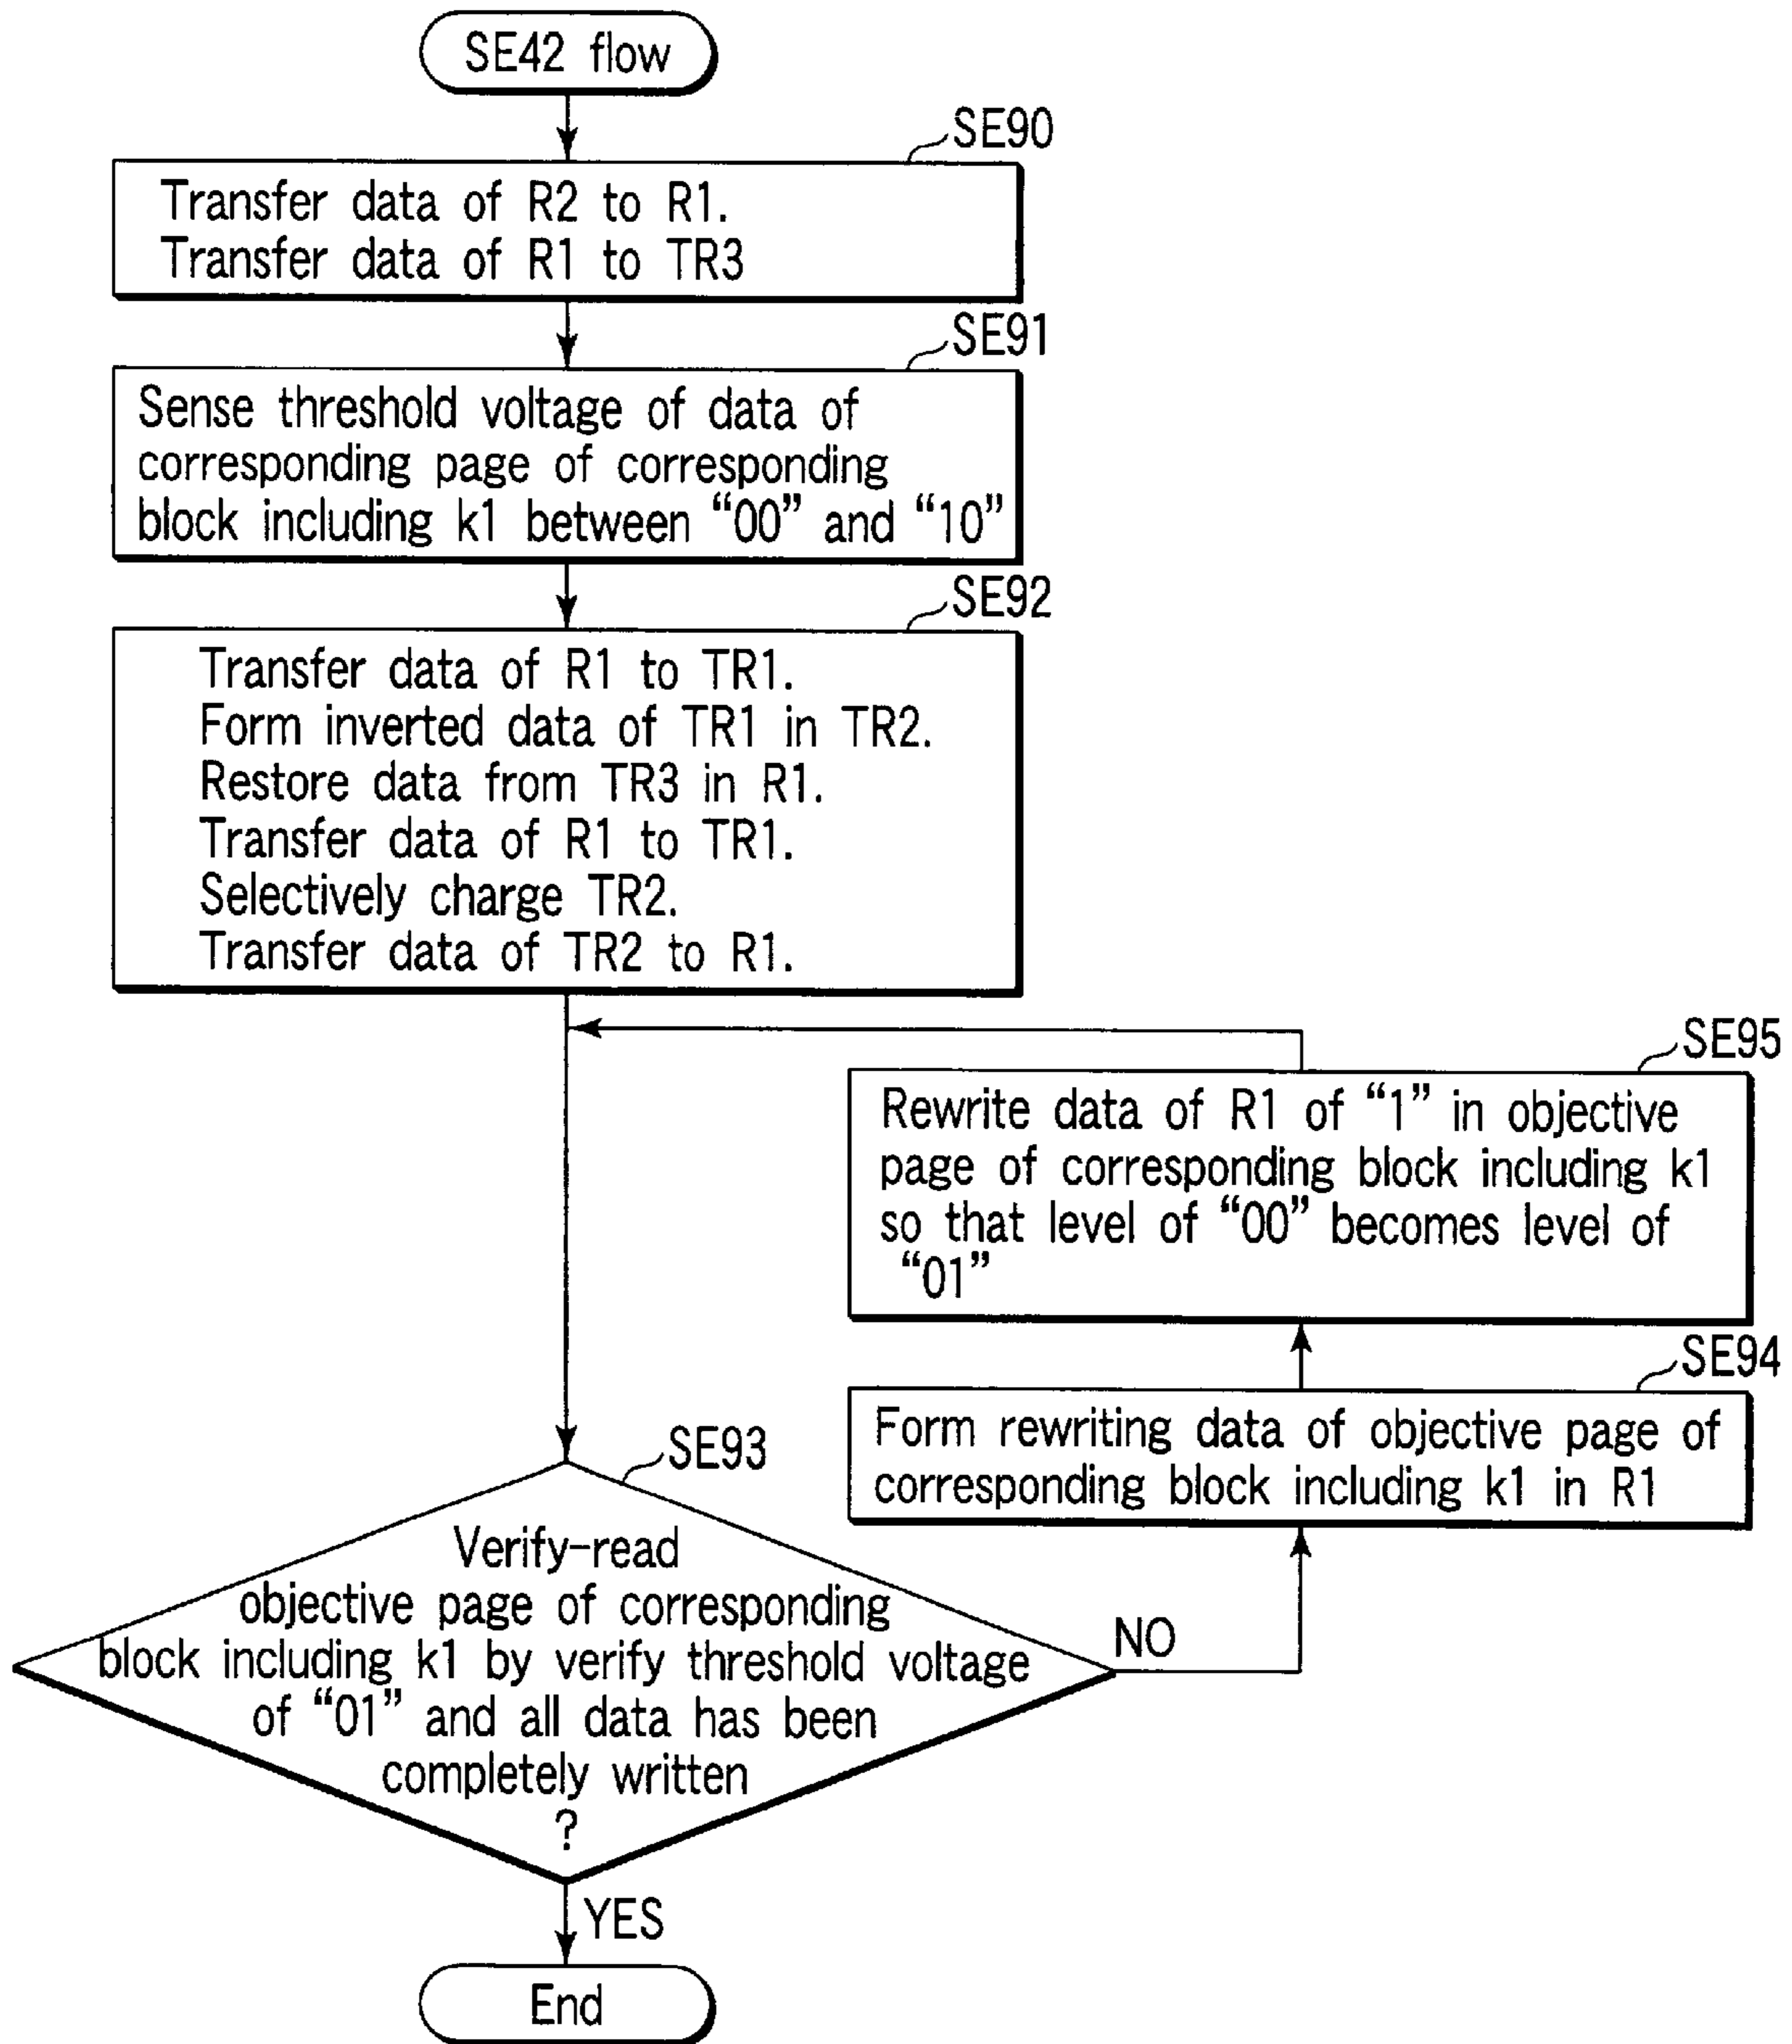 SE42 flow
SE90
Transfer data of R2 to R1.
Transfer data of R1 to TR3
SE91
Sense threshold voltage of data of
corresponding page of corresponding
block including k1 between “00” and “10”
SE92
Transfer data of R1 to TR1.
Form inverted data of TR1 in TR2.
Restore data from TR3 in R1.
Transfer data of R1 to TR1.
Selectively charge TR2.
Transfer data of TR2 to R1.
SE95
Rewrite data of R1 of “1” in objective
page of corresponding block including k1
so that level of “00” becomes level of
“01”
SE94
Form rewriting data of objective page of
corresponding block including k1 in R1
SE93
Verify-read
objective page of corresponding
block including k1 by verify threshold voltage
of “01” and all data has been
completely written
?
NO
YES
End